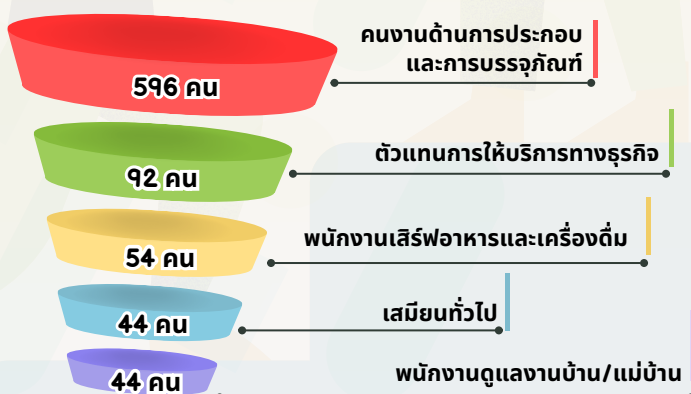 คนงานด้านการประกอบ
และการบรรจุภัณฑ์
596 คน
ตัวแทนการให้บริการทางธุรกิจ
92 คน
พนักงานเสิร์ฟอาหารและเครื่องดื่ม
54 คน
เสมียนทั่วไป
44 คน
พนักงานดูแลงานบ้าน/แม่บ้าน
44 คน